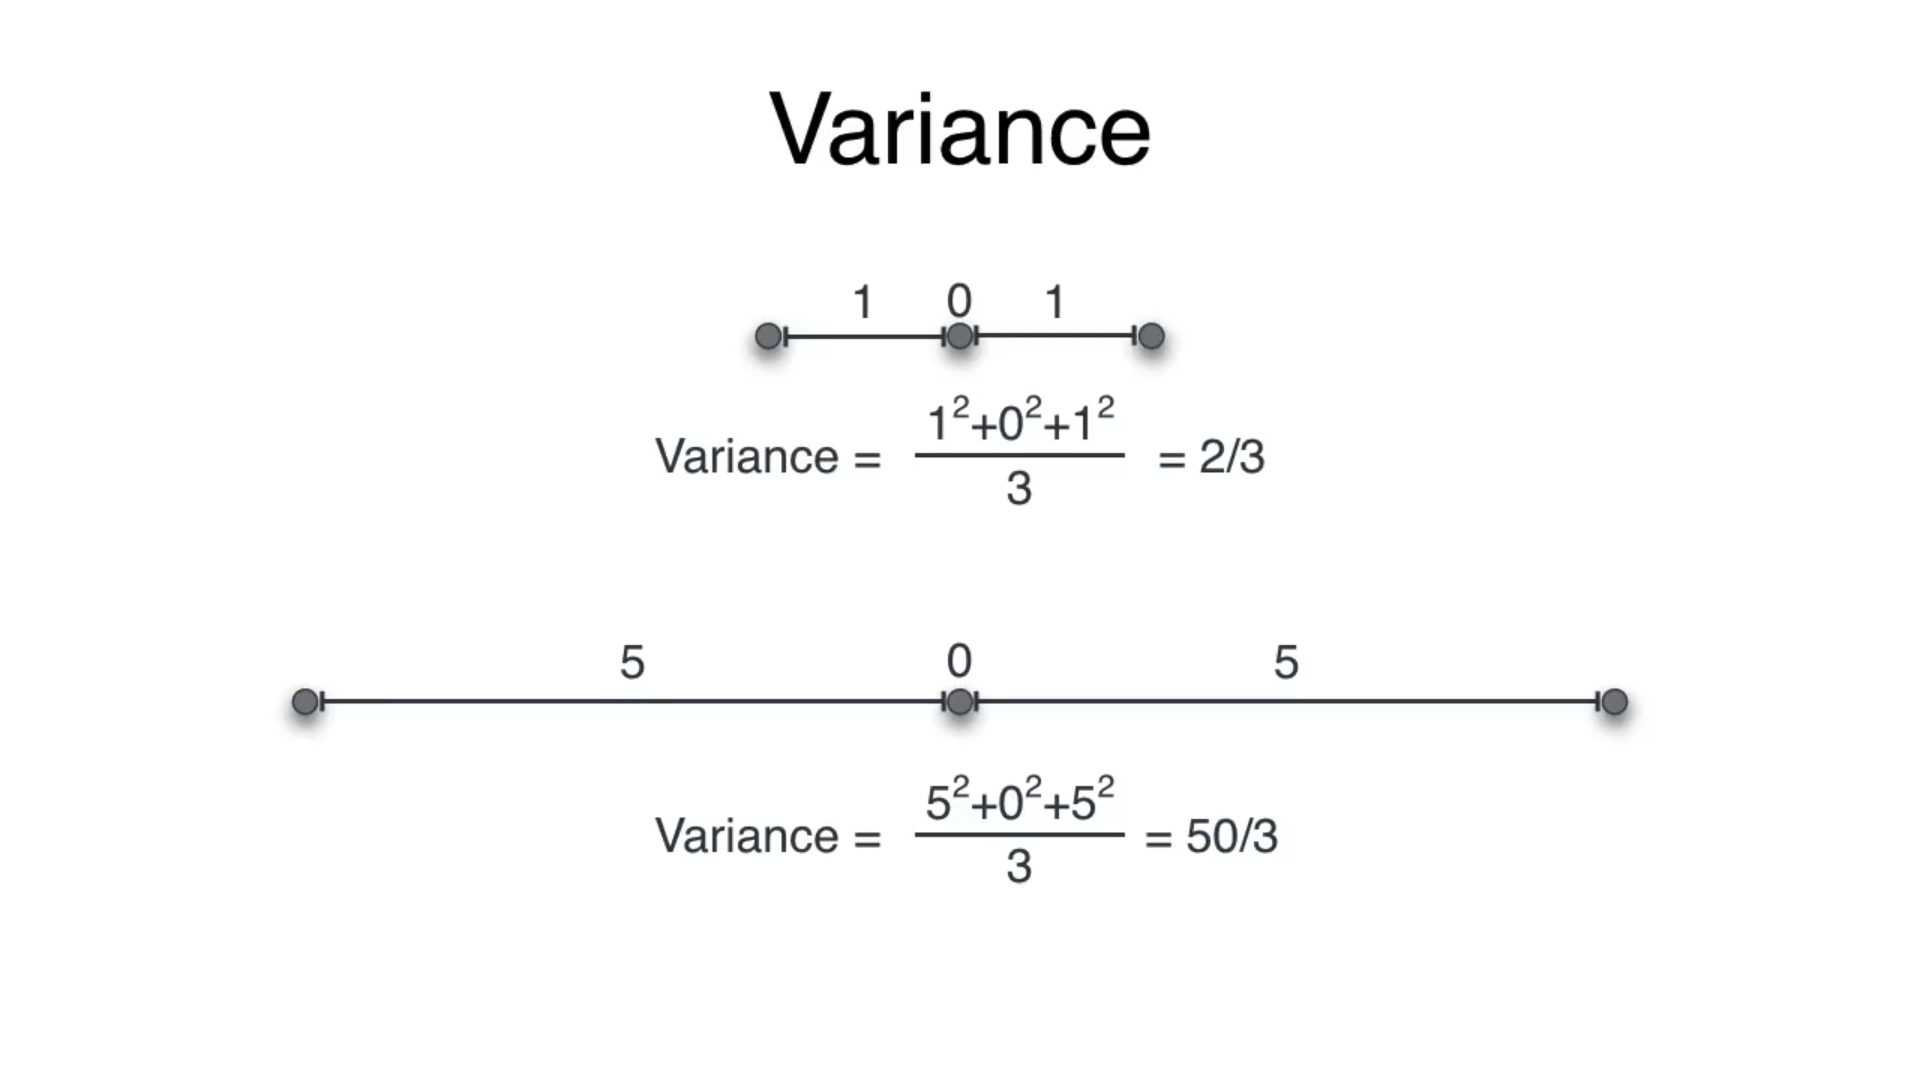 Variance
1 0 1
Variance = 1²+0²+1² / 3 = 2/3
5 0 5
Variance = 5²+0²+5² / 3 = 50/3